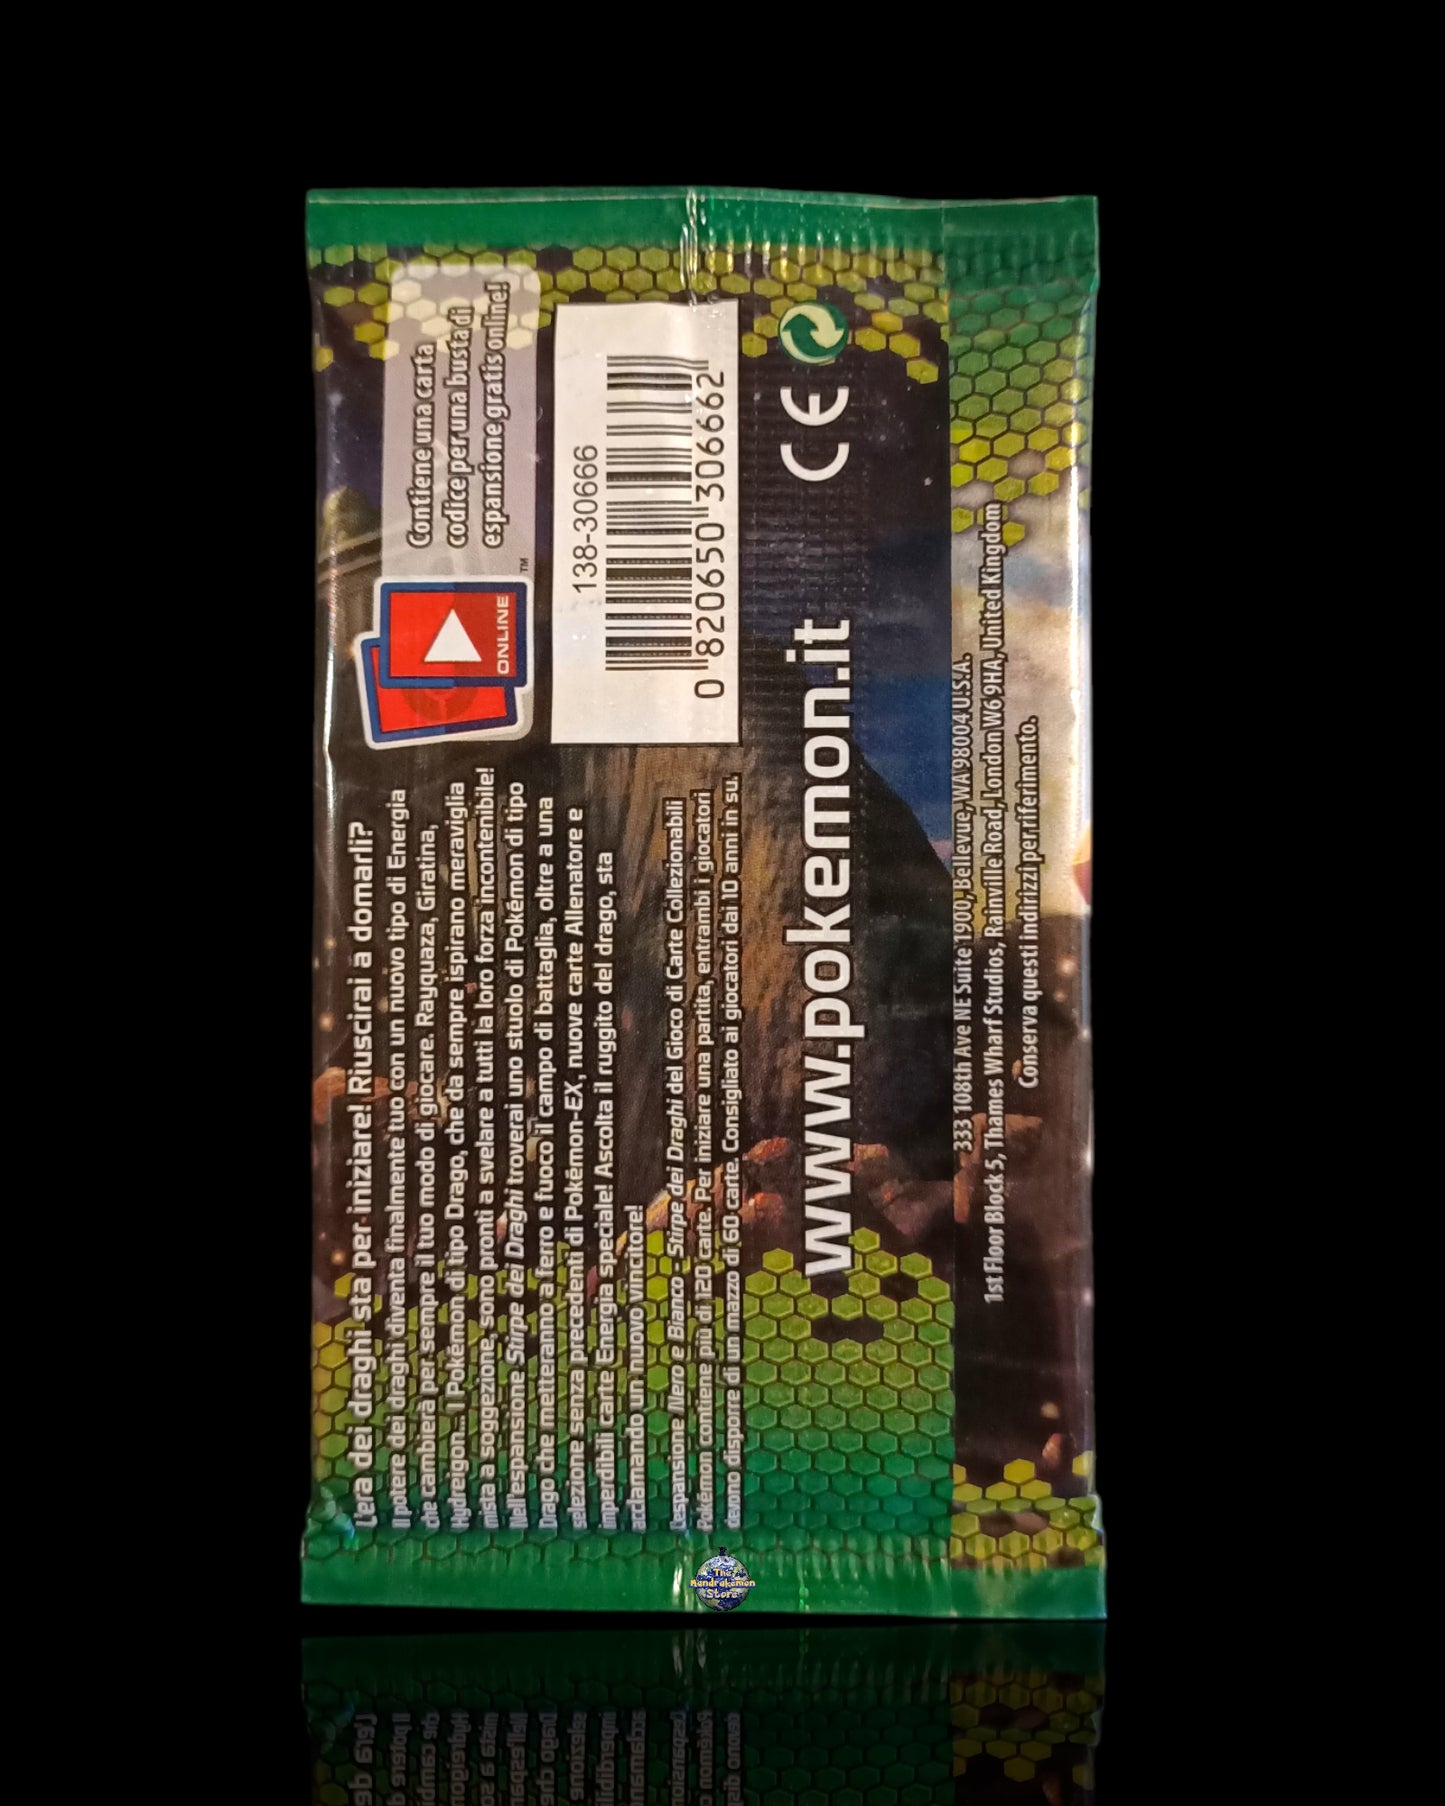 L'era dei draghi sta per iniziare! Riuscirai a domarli?
Il potere dei draghi diventa finalmente tuo con un nuovo tipo di Energia
che cambierà per sempre il tuo modo di giocare. Rayquaza, Giratina,
Hydreigon... I Pokémon di tipo Drago, che da sempre ispirano meraviglia
mista a soggezione, sono pronti a svelare a tutti la loro forza incontenibile!
Nell'espansione Stirpe dei Draghi troverai uno stuolo di Pokémon di tipo
Drago che metteranno a ferro e fuoco il campo di battaglia, oltre a una
selezione senza precedenti di Pokémon-EX, nuove carte Allenatore e
imperdibili carte Energia speciale! Ascolta il ruggito del drago, sta
acclamando un nuovo vincitore!
L'espansione Nero e Bianco - Stirpe dei Draghi del Gioco di Carte Collezionabili
Pokémon contiene più di 120 carte. Per iniziare una partita, entrambi i giocatori
devono disporre di un mazzo di 60 carte. Consigliato ai giocatori dai 10 anni in su.
ONLINE
TM
Contiene una carta
codice per una busta di
espansione gratis online!
138-30666
0 820650 306662
www.pokemon.it
CE
333 108th Ave NE Suite 1900, Bellevue, WA 98004 U.S.A.
1st Floor Block 5, Thames Wharf Studios, Rainville Road, London W6 9HA, United Kingdom
Conserva questi indirizzi per riferimento.
The
Mandrakemon
Store